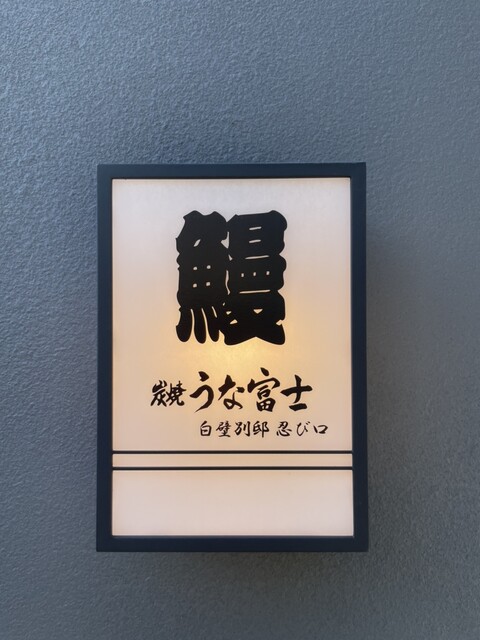 鰻
炭焼 うな富士
白壁別邸 忍び口